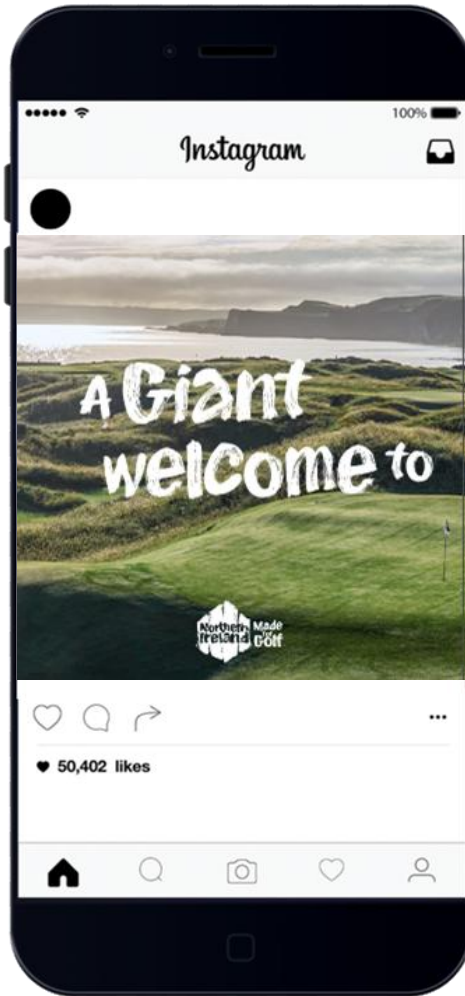 100%
Instagram
A Giant
welcome to
Northern Made
Ireland for Golf
50,402 likes